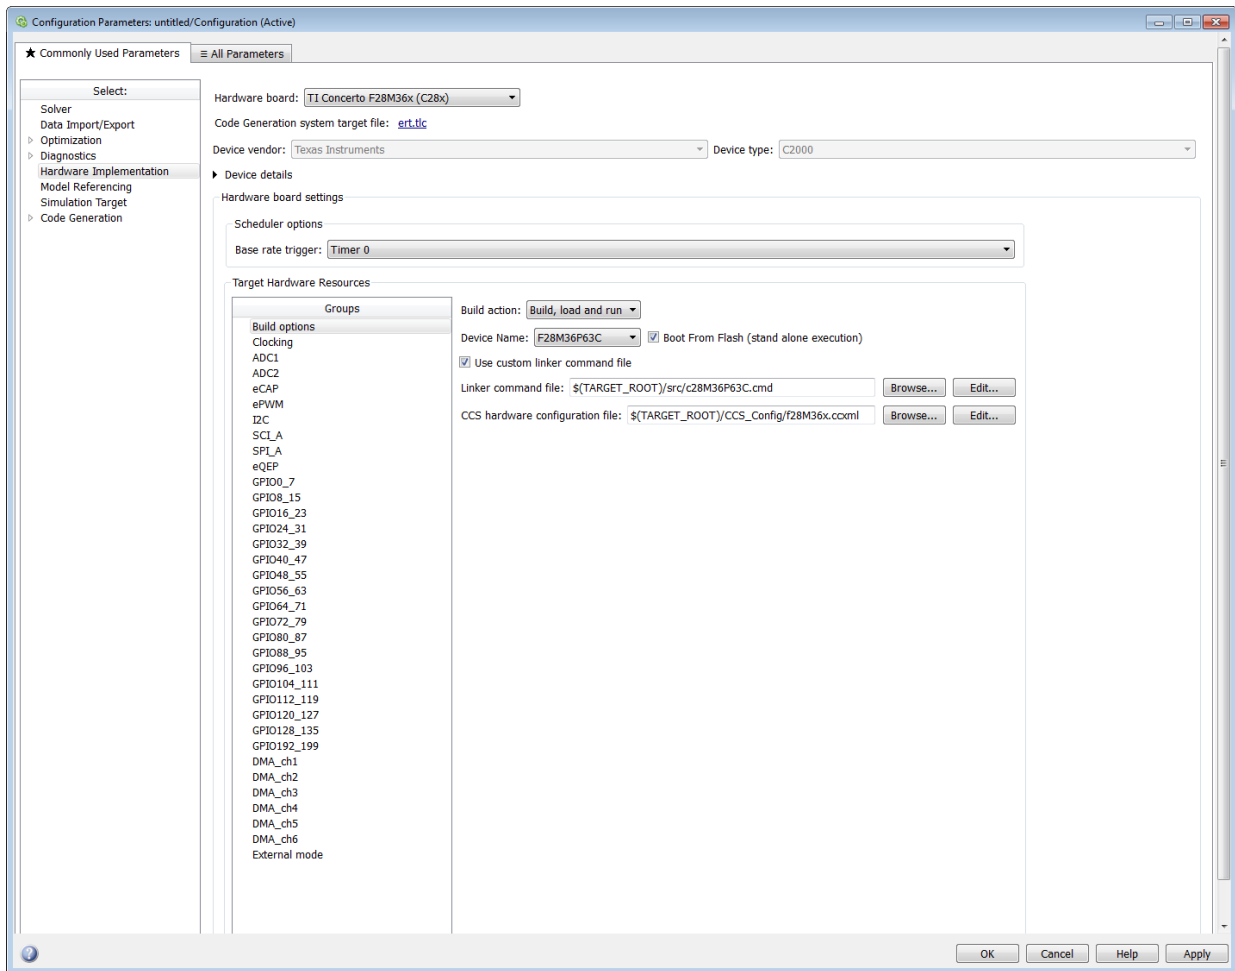 Configuration Parameters: untitled/Configuration (Active)
★ Commonly Used Parameters
≡ All Parameters
Select:
Solver
Data Import/Export
Optimization
Diagnostics
Hardware Implementation
Model Referencing
Simulation Target
Code Generation
Hardware board: TI Concerto F28M36x (C28x)
Code Generation system target file: ert.tlc
Device vendor: Texas Instruments Device type: C2000
Device details
Hardware board settings
Scheduler options
Base rate trigger: Timer 0
Target Hardware Resources
Groups
Build options
Clocking
ADC1
ADC2
eCAP
ePWM
I2C
SCI_A
SPI_A
eQEP
GPIO0_7
GPIO8_15
GPIO16_23
GPIO24_31
GPIO32_39
GPIO40_47
GPIO48_55
GPIO56_63
GPIO64_71
GPIO72_79
GPIO80_87
GPIO88_95
GPIO96_103
GPIO104_111
GPIO112_119
GPIO120_127
GPIO128_135
GPIO192_199
DMA_ch1
DMA_ch2
DMA_ch3
DMA_ch4
DMA_ch5
DMA_ch6
External mode
Build action: Build, load and run
Device Name: F28M36P63C Boot From Flash (stand alone execution)
Use custom linker command file
Linker command file: $(TARGET_ROOT)/src/c28M36P63C.cmd Browse... Edit...
CCS hardware configuration file: $(TARGET_ROOT)/CCS_Config/f28M36x.ccxml Browse... Edit...
OK Cancel Help Apply